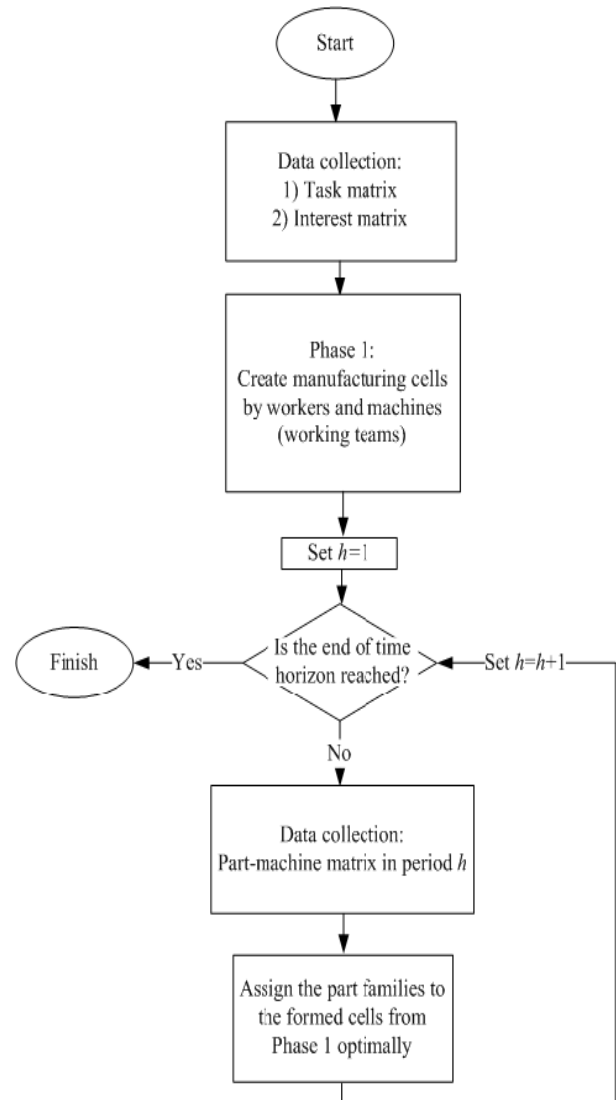 Start
Data collection:
1) Task matrix
2) Interest matrix
Phase 1:
Create manufacturing cells
by workers and machines
(working teams)
Set h=1
Is the end of time
horizon reached?
Yes
Finish
Set h=h+1
No
Data collection:
Part-machine matrix in period h
Assign the part families to
the formed cells from
Phase 1 optimally